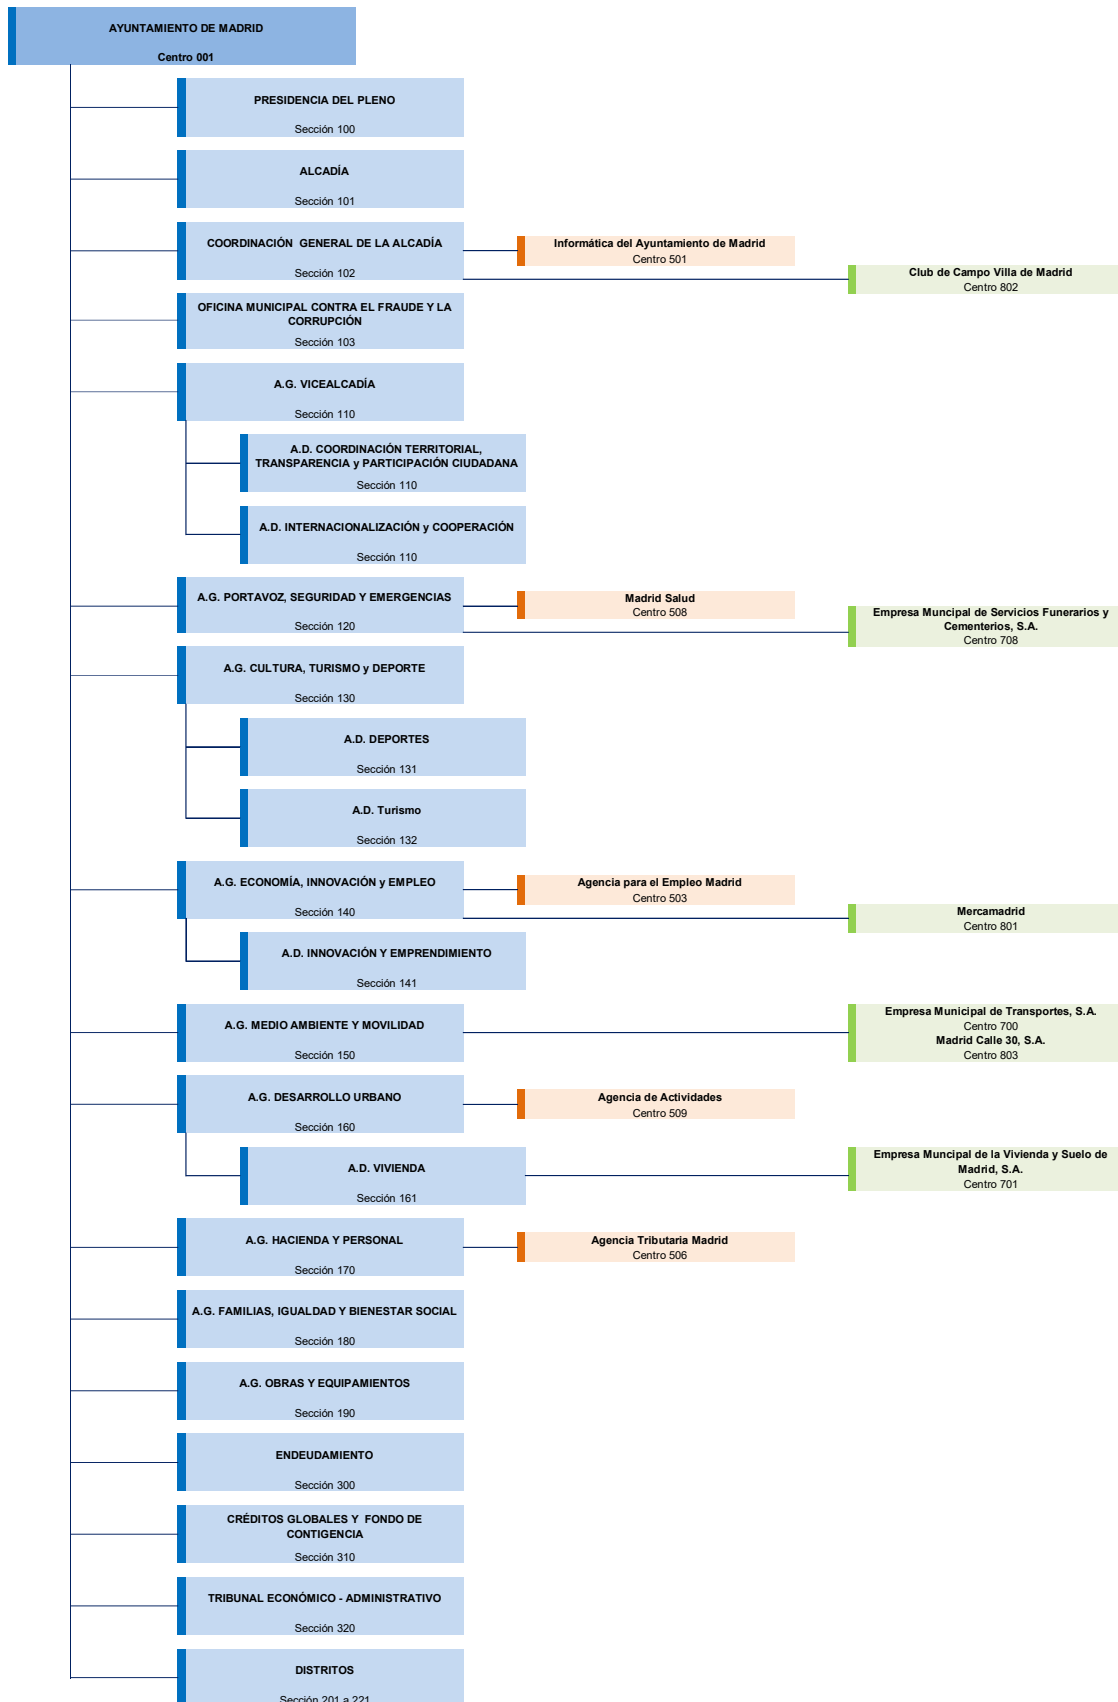 AYUNTAMIENTO DE MADRID
Centro 001
PRESIDENCIA DEL PLENO
Sección 100
ALCADÍA
Sección 101
COORDINACIÓN GENERAL DE LA ALCADÍA
Sección 102
Informática del Ayuntamiento de Madrid
Centro 501
Club de Campo Villa de Madrid
Centro 802
OFICINA MUNICIPAL CONTRA EL FRAUDE Y LA
CORRUPCIÓN
Sección 103
A.G. VICEALCADÍA
Sección 110
A.D. COORDINACIÓN TERRITORIAL,
TRANSPARENCIA y PARTICIPACIÓN CIUDADANA
Sección 110
A.D. INTERNACIONALIZACIÓN y COOPERACIÓN
Sección 110
A.G. PORTAVOZ, SEGURIDAD Y EMERGENCIAS
Sección 120
Madrid Salud
Centro 508
Empresa Muncipal de Servicios Funerarios y
Cementerios, S.A.
Centro 708
A.G. CULTURA, TURISMO y DEPORTE
Sección 130
A.D. DEPORTES
Sección 131
A.D. Turismo
Sección 132
A.G. ECONOMÍA, INNOVACIÓN y EMPLEO
Sección 140
Agencia para el Empleo Madrid
Centro 503
Mercamadrid
Centro 801
A.D. INNOVACIÓN Y EMPRENDIMIENTO
Sección 141
A.G. MEDIO AMBIENTE Y MOVILIDAD
Sección 150
Empresa Municipal de Transportes, S.A.
Centro 700
Madrid Calle 30, S.A.
Centro 803
A.G. DESARROLLO URBANO
Sección 160
Agencia de Actividades
Centro 509
A.D. VIVIENDA
Sección 161
Empresa Muncipal de la Vivienda y Suelo de
Madrid, S.A.
Centro 701
A.G. HACIENDA Y PERSONAL
Sección 170
Agencia Tributaria Madrid
Centro 506
A.G. FAMILIAS, IGUALDAD Y BIENESTAR SOCIAL
Sección 180
A.G. OBRAS Y EQUIPAMIENTOS
Sección 190
ENDEUDAMIENTO
Sección 300
CRÉDITOS GLOBALES Y FONDO DE
CONTIGENCIA
Sección 310
TRIBUNAL ECONÓMICO - ADMINISTRATIVO
Sección 320
DISTRITOS
Sección 201 a 221